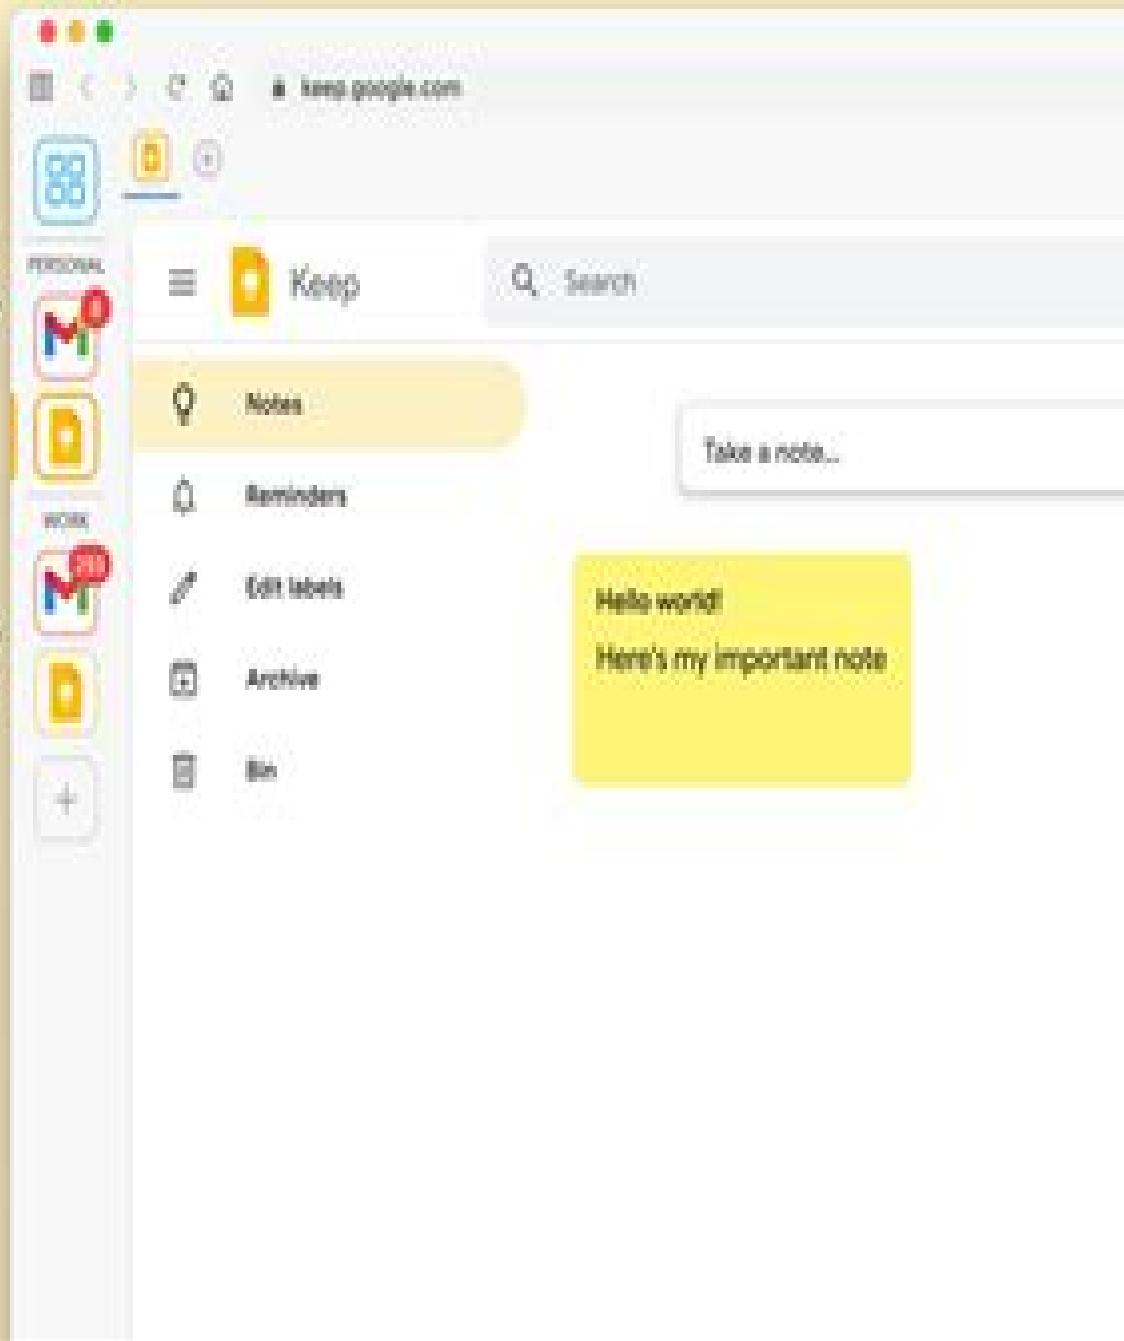 keep.google.com
PERSONAL
Keep
Search
Notes
Take a note...
Reminders
WORK
Edit labels
Hello world!
Here's my important note
Archive
Bin